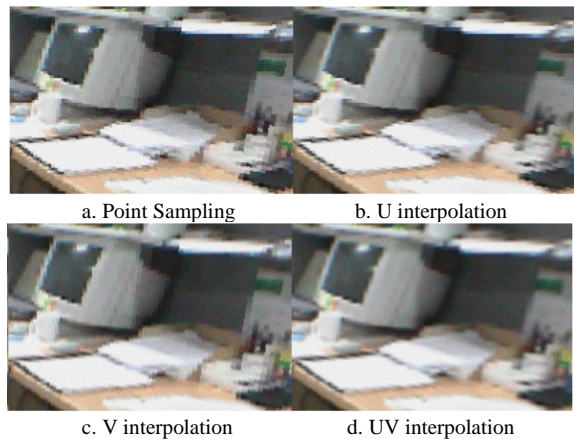 a. Point Sampling
b. U interpolation
c. V interpolation
d. UV interpolation